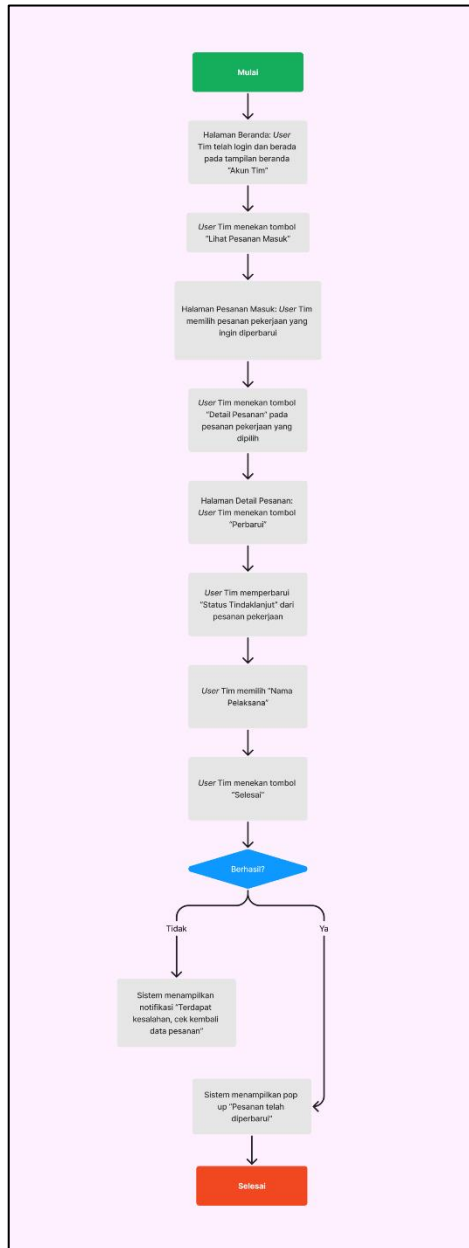 Mulai
Halaman Beranda: User
Tim telah login dan berada
pada tampilan beranda
"Akun Tim"
User Tim menekan tombol
"Lihat Pesanan Masuk"
Halaman Pesanan Masuk: User Tim
memilih pesanan pekerjaan yang
ingin diperbarui
User Tim menekan tombol
"Detail Pesanan" pada
pesanan pekerjaan yang
dipilih
Halaman Detail Pesanan:
User Tim menekan tombol
"Perbarui"
User Tim memperbarui
"Status Tindaklanjut" dari
pesanan pekerjaan
User Tim memilih "Nama
Pelaksana"
User Tim menekan tombol
"Selesai"
Berhasil?
Tidak
Ya
Sistem menampilkan
notifikasi "Terdapat
kesalahan, cek kembali
data pesanan"
Sistem menampilkan pop
up "Pesanan telah
diperbarui"
Selesai